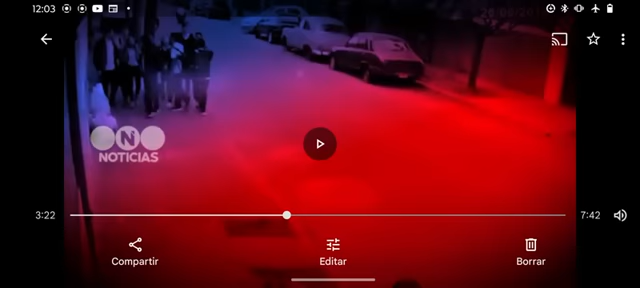 12:03
N
NOTICIAS
3:22
7:42
Compartir
Editar
Borrar